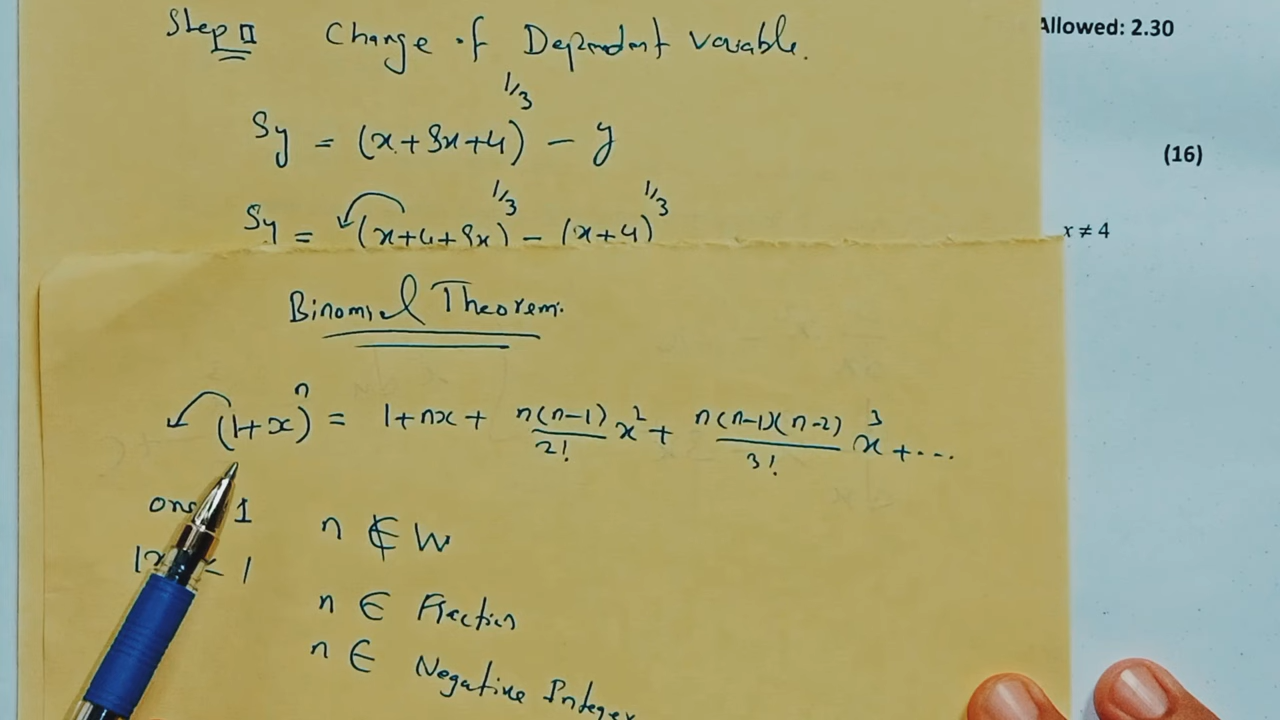 Step II Change of Dependent Variable.
Allowed: 2.30
δy = (x+δx+4)^1/3 − y
(16)
δy = (x+4+δx)^1/3 − (x+4)^1/3
x ≠ 4
Binomial Theorem.
(1+x)^n = 1+nx+ n(n-1)/2! x^2 + n(n-1)(n-2)/3! x^3 + ...
1
n ∉ W
1
n ∈ Fraction
n ∈ Negative Integer